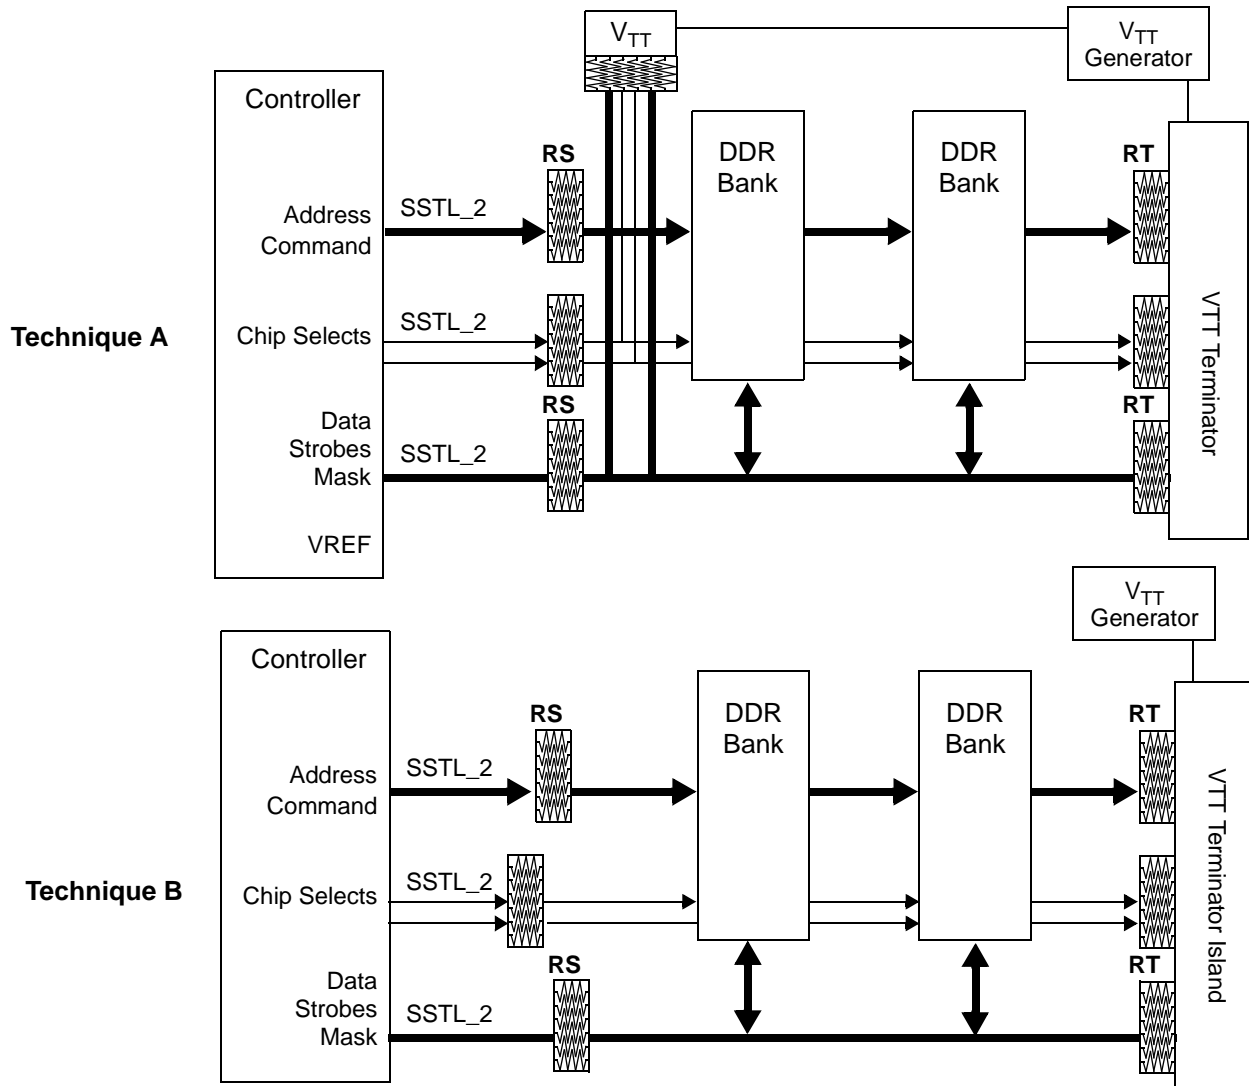 VTT
VTT
Generator
Controller
RS
DDR
Bank
DDR
Bank
RT
Address
Command
SSTL_2
Technique A
Chip Selects
SSTL_2
VTT Terminator
RS
RT
Data
Strobes
Mask
SSTL_2
VREF
VTT
Generator
Controller
RS
DDR
Bank
DDR
Bank
RT
Address
Command
SSTL_2
Technique B
Chip Selects
SSTL_2
VTT Terminator Island
RS
RT
Data
Strobes
Mask
SSTL_2